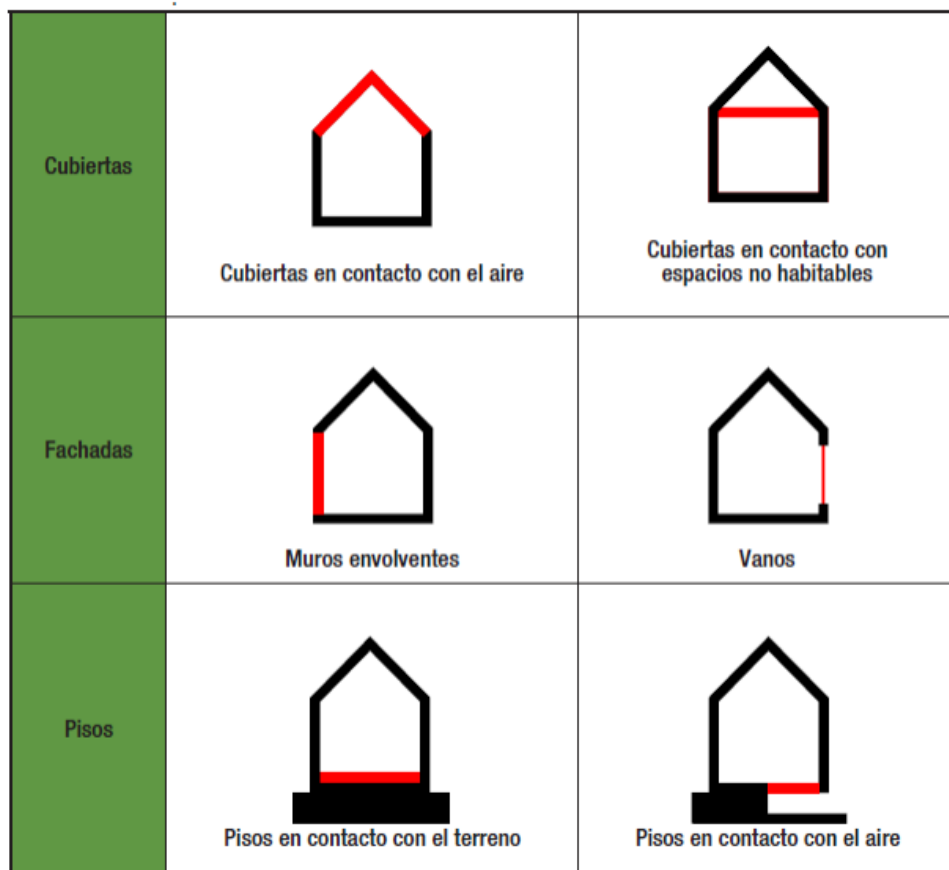 Cubiertas
Cubiertas en contacto con el aire
Cubiertas en contacto con
espacios no habitables
Fachadas
Muros envolventes
Vanos
Pisos
Pisos en contacto con el terreno
Pisos en contacto con el aire